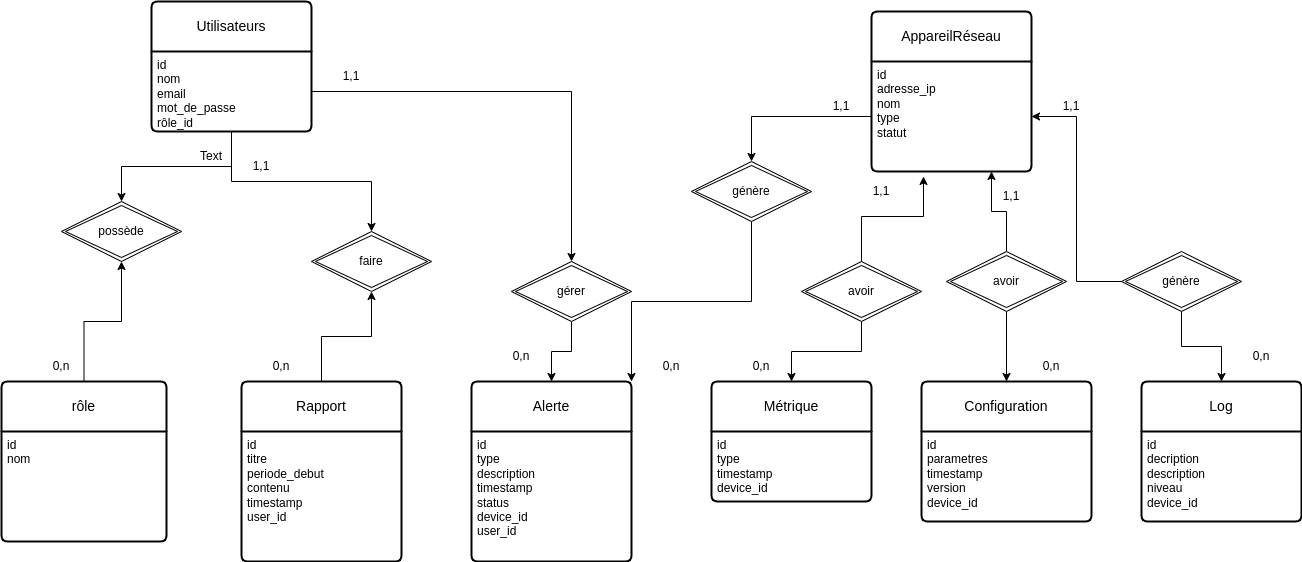 Utilisateurs
id
nom
email
mot_de_passe
rôle_id
1,1
Text
1,1
possède
faire
gérer
AppareilRéseau
id
adresse_ip
nom
type
statut
1,1
1,1
génère
1,1
1,1
avoir
avoir
génère
0,n
0,n
0,n
0,n
0,n
0,n
0,n
rôle
id
nom
Rapport
id
titre
periode_debut
contenu
timestamp
user_id
Alerte
id
type
description
timestamp
status
device_id
user_id
Métrique
id
type
timestamp
device_id
Configuration
id
parametres
timestamp
version
device_id
Log
id
decription
description
niveau
device_id